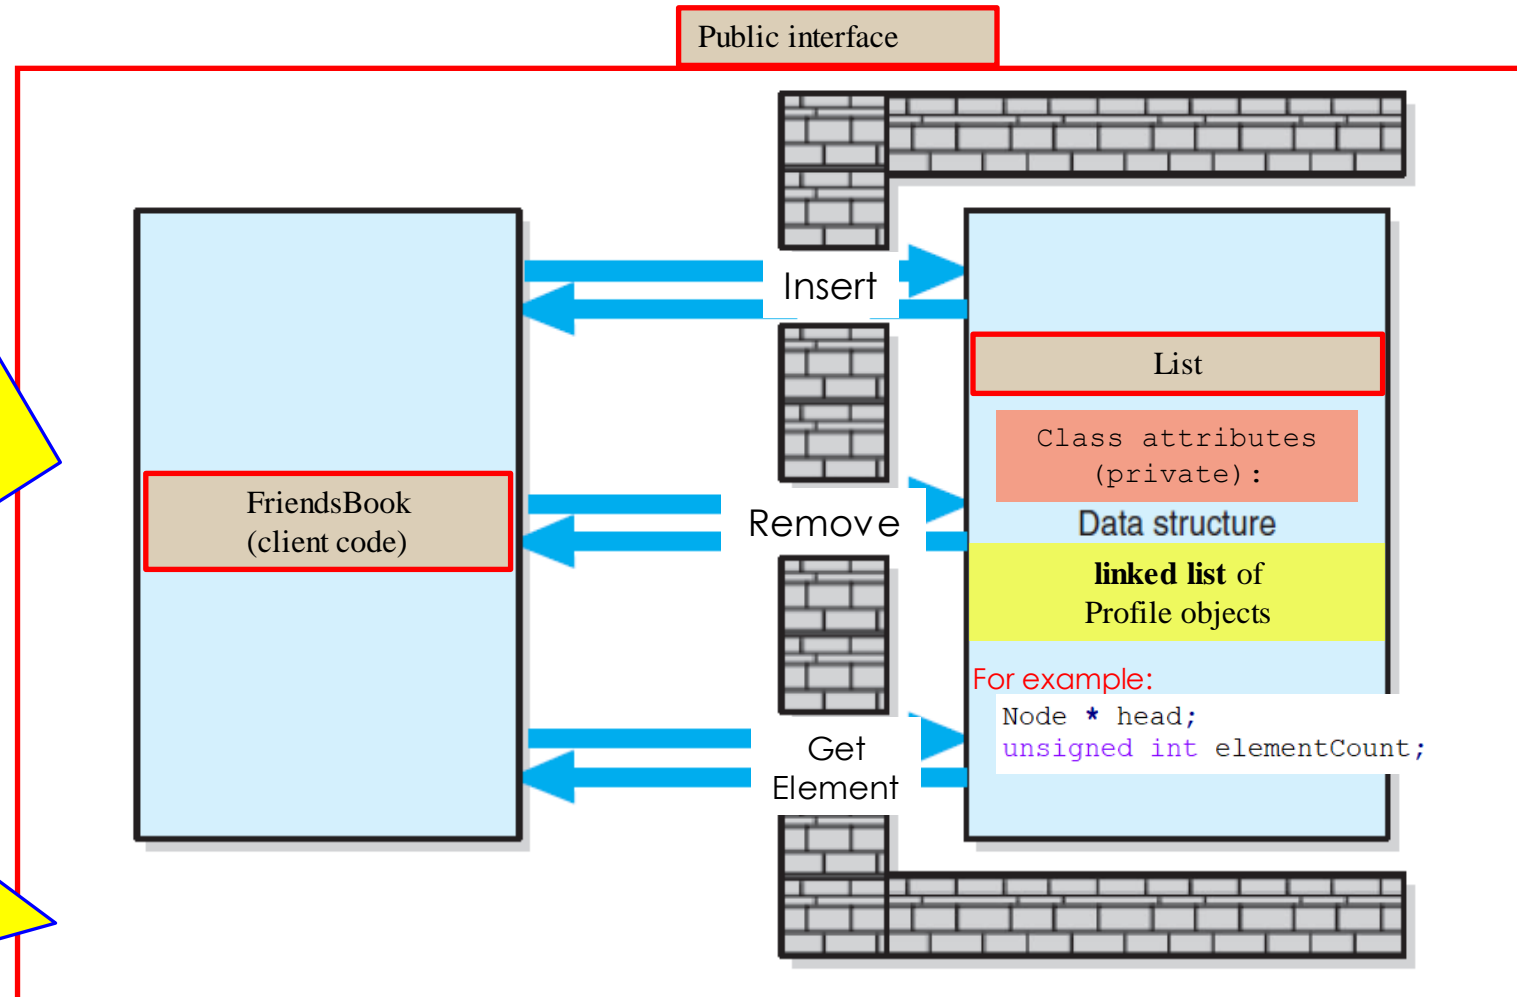 Public interface
Insert
List
Class attributes
(private):
FriendsBook
(client code)
Remove
Data structure
linked list of
Profile objects
For example:
Node * head;
unsigned int elementCount;
Get
Element